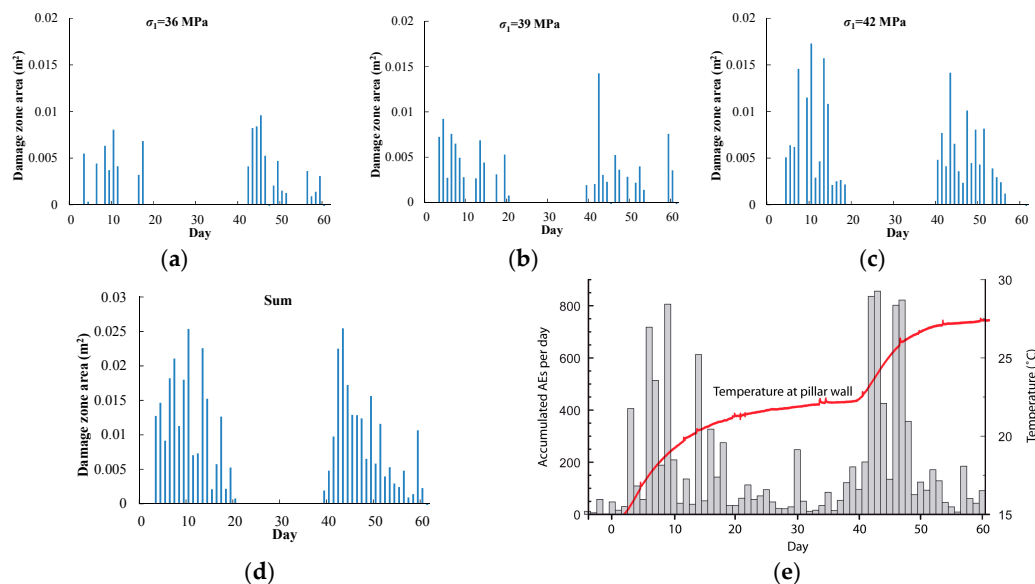 σ₁=36 MPa
Damage zone area (m²)
0.02
0.015
0.01
0.005
0
0 10 20 30 40 50 60
Day
(a)
σ₁=39 MPa
Damage zone area (m²)
0.02
0.015
0.01
0.005
0
0 10 20 30 40 50 60
Day
(b)
σ₁=42 MPa
Damage zone area (m²)
0.02
0.015
0.01
0.005
0
0 10 20 30 40 50 60
Day
(c)
Sum
Damage zone area (m²)
0.03
0.025
0.02
0.015
0.01
0.005
0
0 10 20 30 40 50 60
Day
(d)
Accumulated AEs per day
800
600
400
200
0
Temperature at pillar wall
30
25
20
15
Temperature (˚C)
0 10 20 30 40 50 60
Day
(e)